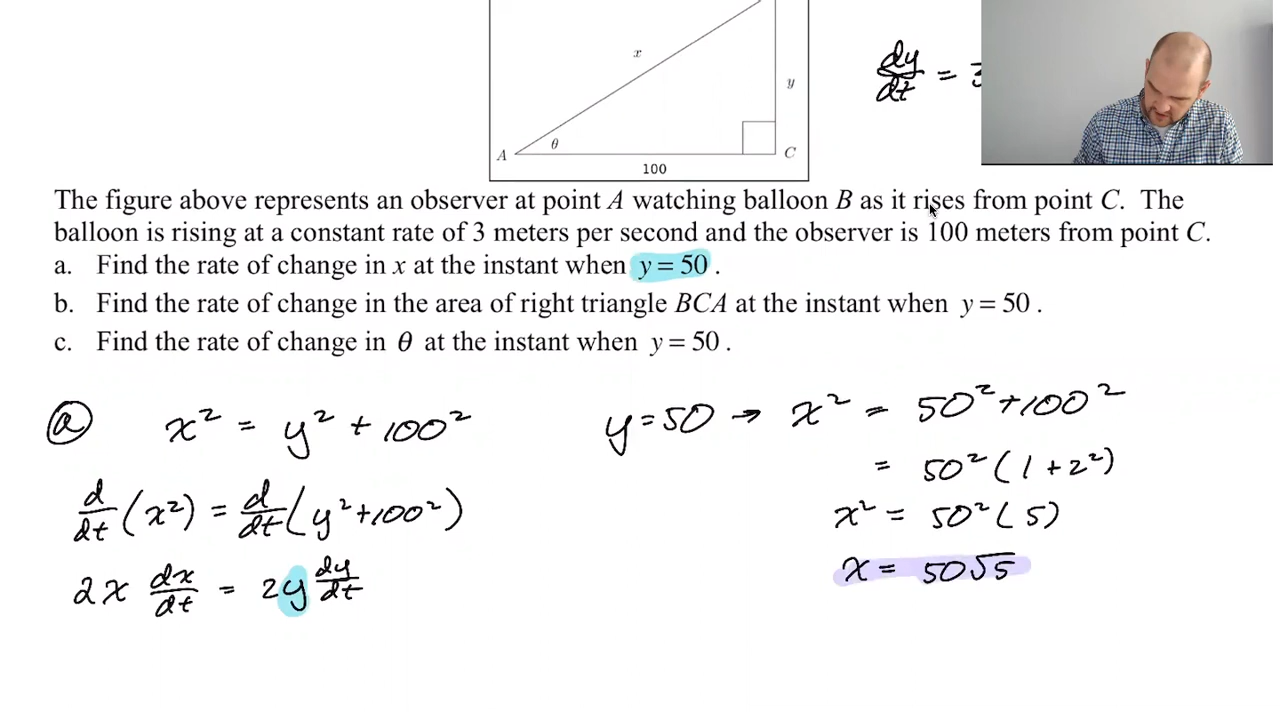 x
dy/dt = 3
y
θ
A
C
100
The figure above represents an observer at point A watching balloon B as it rises from point C. The
balloon is rising at a constant rate of 3 meters per second and the observer is 100 meters from point C.
a. Find the rate of change in x at the instant when y = 50 .
b. Find the rate of change in the area of right triangle BCA at the instant when y = 50 .
c. Find the rate of change in θ at the instant when y = 50 .
ⓐ x² = y² + 100²
y=50 → x² = 50²+100²
= 50²(1+2²)
d/dt (x²) = d/dt (y²+100²)
x² = 50²(5)
2x dx/dt = 2y dy/dt
x = 50√5